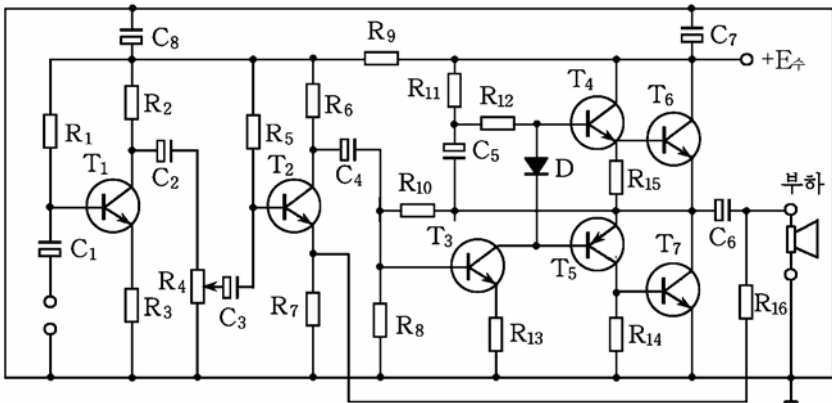 C8
C7
R9
+E수
R1
R2
R5
R6
R11
R12
T4
T6
T1
C2
T2
C4
C5
D
R15
부하
R10
T3
C6
C1
R4
C3
R3
R7
R8
T5
T7
R13
R14
R16